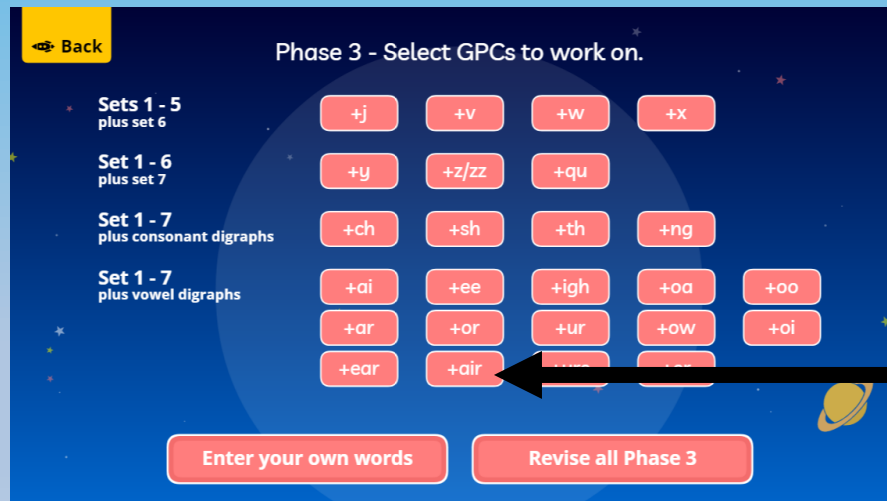 Back
Phase 3 - Select GPCs to work on.
Sets 1 - 5
plus set 6
+j +v +w +x
Set 1 - 6
plus set 7
+y +z/zz +qu
Set 1 - 7
plus consonant digraphs
+ch +sh +th +ng
Set 1 - 7
plus vowel digraphs
+ai +ee +igh +oa +oo
+ar +or +ur +ow +oi
+ear +air
Enter your own words
Revise all Phase 3